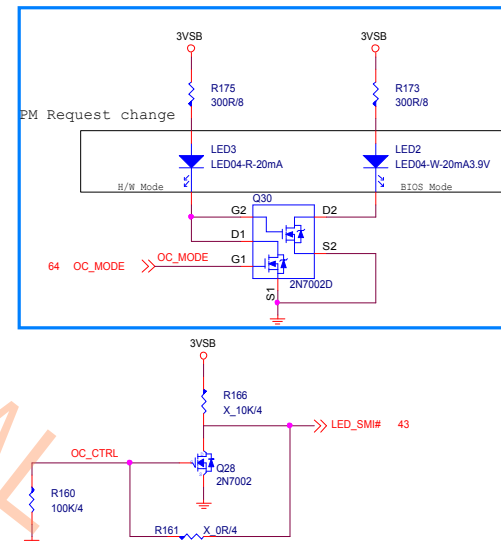 3VSB
3VSB
R175
300R/8
R173
300R/8
PM Request change
LED3
LED04-R-20mA
LED2
LED04-W-20mA3.9V
H/W Mode
BIOS Mode
Q30
G2
D2
D1
S2
64 OC_MODE
OC_MODE
G1
2N7002D
S1
3VSB
R166
X_10K/4
LED_SMI# 43
OC_CTRL
Q28
2N7002
R160
100K/4
R161 X_0R/4